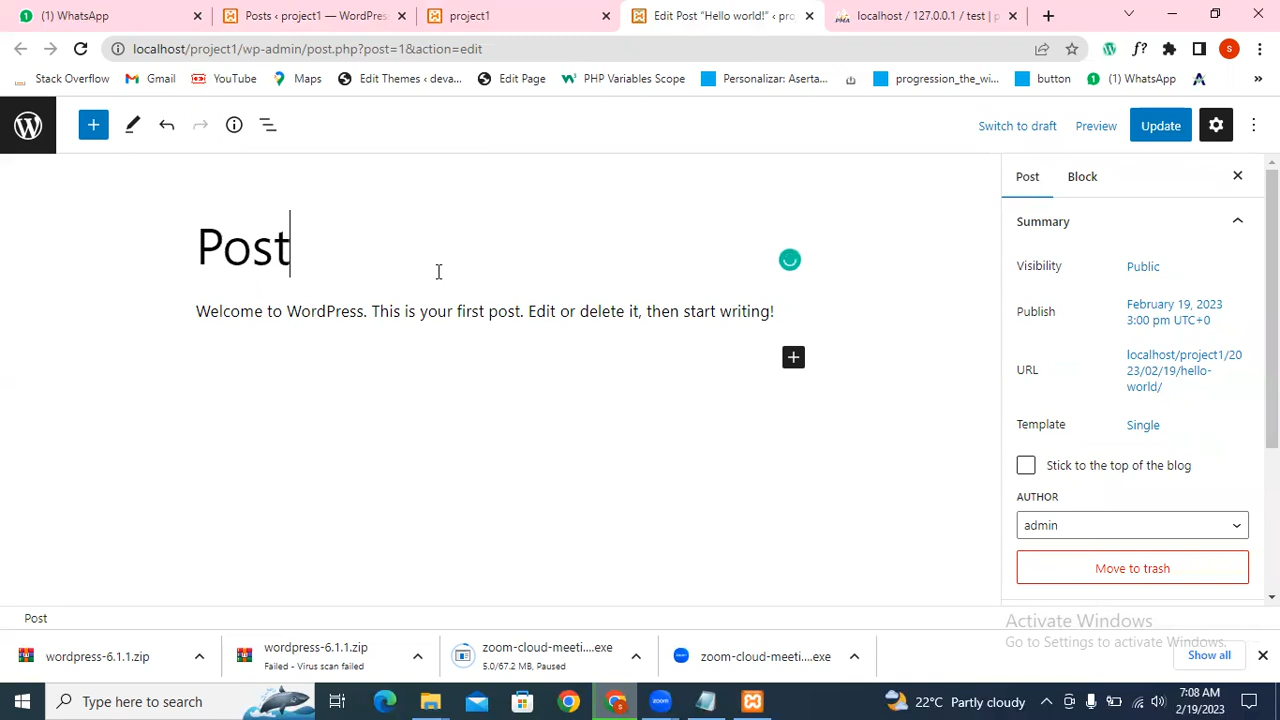 (1) WhatsApp
Posts ‹ project1 — WordPres
project1
Edit Post "Hello world!" ‹ pro
localhost / 127.0.0.1 / test | p
localhost/project1/wp-admin/post.php?post=1&action=edit
Stack Overflow
Gmail
YouTube
Maps
Edit Themes ‹ deva...
Edit Page
PHP Variables Scope
Personalizar: Aserta...
progression_the_wi...
button
(1) WhatsApp
»
Switch to draft
Preview
Update
Post
Block
Summary
Visibility
Public
Publish
February 19, 2023
3:00 pm UTC+0
URL
localhost/project1/20
23/02/19/hello-
world/
Template
Single
Stick to the top of the blog
AUTHOR
admin
Move to trash
Post
Welcome to WordPress. This is your first post. Edit or delete it, then start writing!
Post
Activate Windows
Go to Settings to activate Windows.
wordpress-6.1.1.zip
wordpress-6.1.1.zip
Failed - Virus scan failed
zoom-cloud-meeti....exe
5.0/67.2 MB, Paused
zoom-cloud-meeti....exe
Show all
Type here to search
22°C Partly cloudy
7:08 AM
2/19/2023